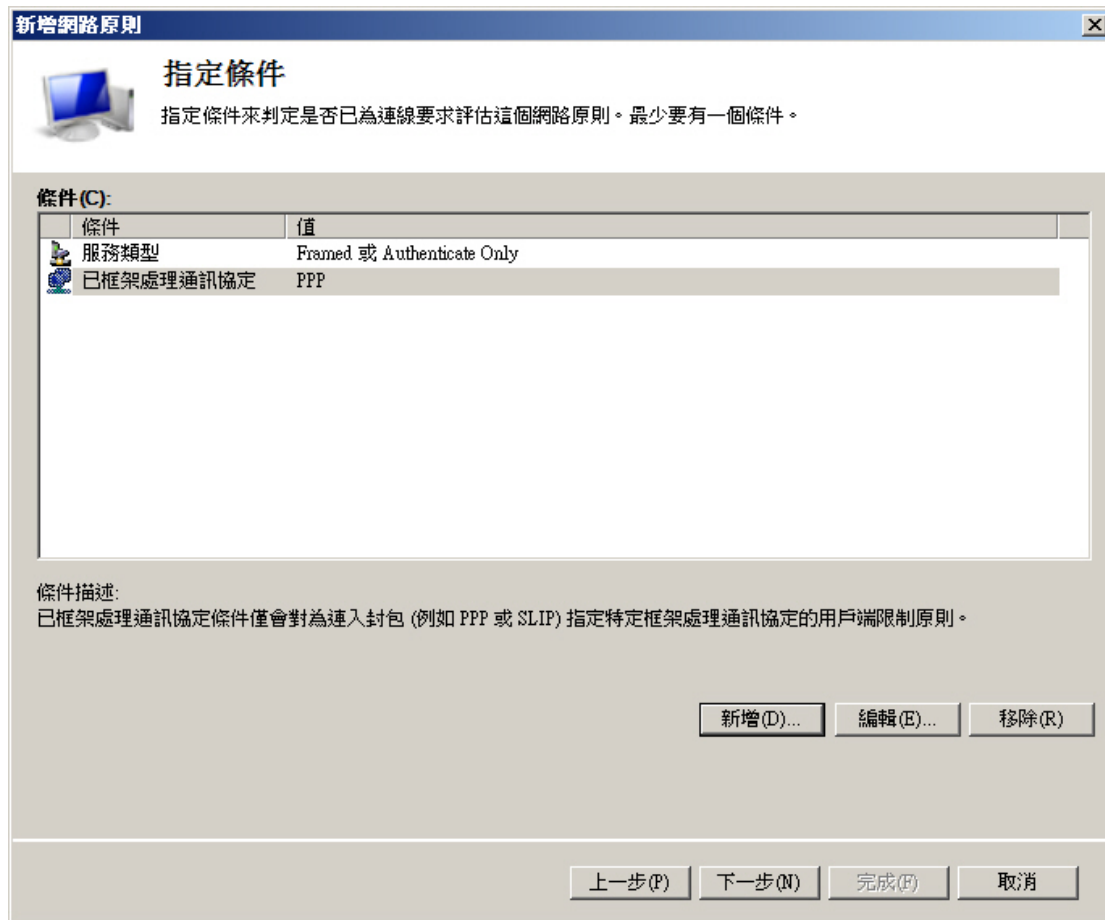 新增網路原則
指定條件
指定條件來判定是否已為連線要求評估這個網路原則。最少要有一個條件。
條件(C):
條件 值
服務類型 Framed 或 Authenticate Only
已框架處理通訊協定 PPP
條件描述:
已框架處理通訊協定條件僅會對為連入封包 (例如 PPP 或 SLIP) 指定特定框架處理通訊協定的用戶端限制原則。
新增(D)... 編輯(E)... 移除(R)
上一步(P) 下一步(N) 完成(F) 取消